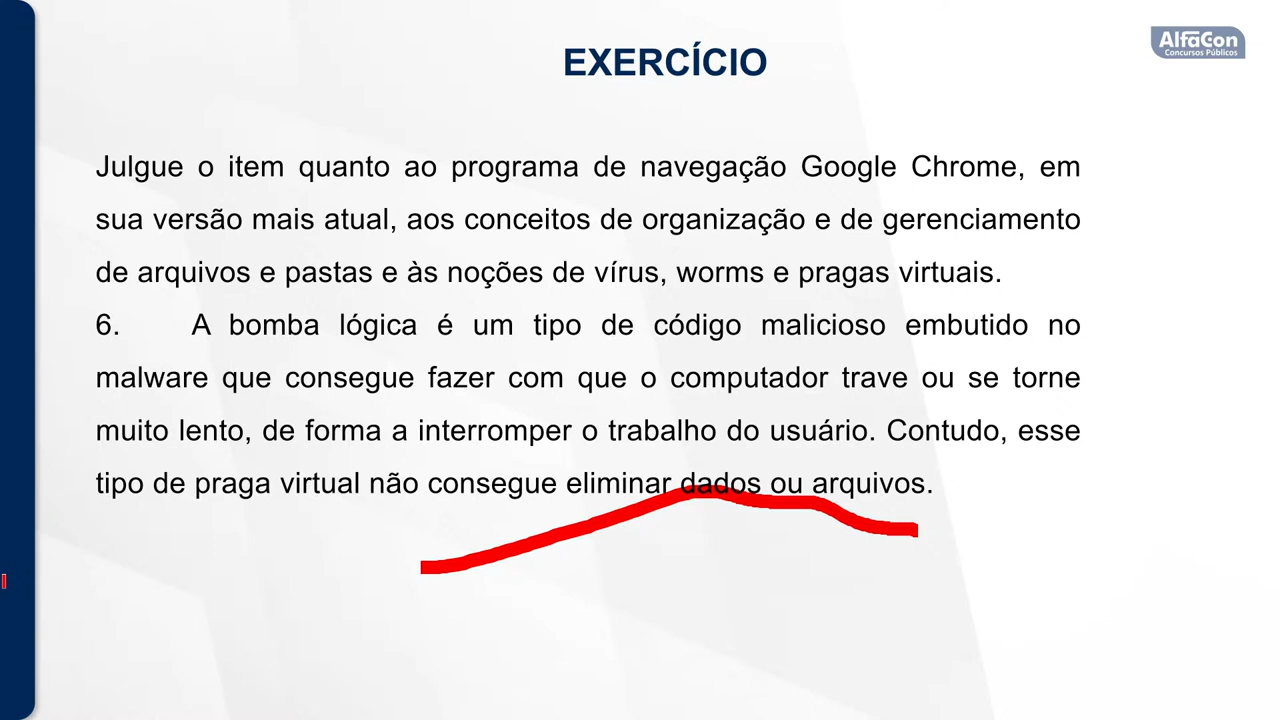 EXERCÍCIO
AlfaCon
Concursos Públicos
Julgue o item quanto ao programa de navegação Google Chrome, em
sua versão mais atual, aos conceitos de organização e de gerenciamento
de arquivos e pastas e às noções de vírus, worms e pragas virtuais.
6. A bomba lógica é um tipo de código malicioso embutido no
malware que consegue fazer com que o computador trave ou se torne
muito lento, de forma a interromper o trabalho do usuário. Contudo, esse
tipo de praga virtual não consegue eliminar dados ou arquivos.